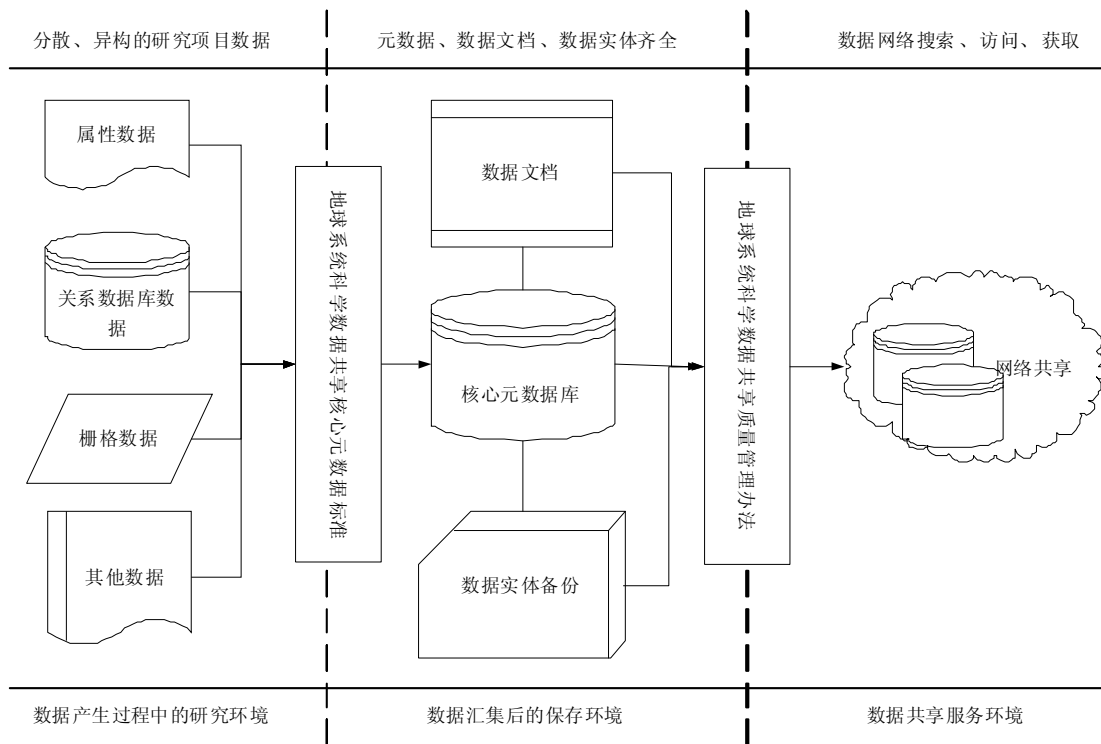 分散、异构的研究项目数据
元数据、数据文档、数据实体齐全
数据网络搜索、访问、获取
属性数据
关系数据库数
据
栅格数据
其他数据
地球系统科学数据共享核心元数据标准
数据文档
核心元数据库
数据实体备份
地球系统科学数据共享质量管理办法
网络共享
数据产生过程中的研究环境
数据汇集后的保存环境
数据共享服务环境